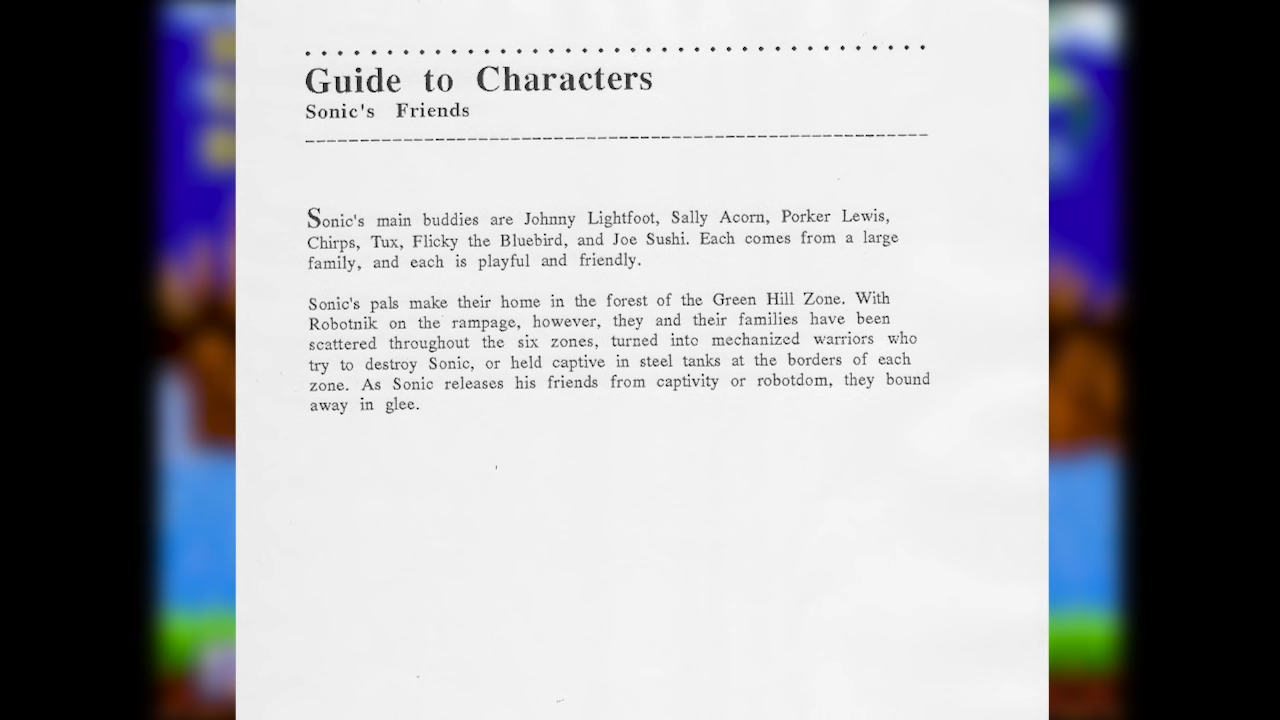 Guide to Characters
Sonic's Friends
Sonic's main buddies are Johnny Lightfoot, Sally Acorn, Porker Lewis,
Chirps, Tux, Flicky the Bluebird, and Joe Sushi. Each comes from a large
family, and each is playful and friendly.
Sonic's pals make their home in the forest of the Green Hill Zone. With
Robotnik on the rampage, however, they and their families have been
scattered throughout the six zones, turned into mechanized warriors who
try to destroy Sonic, or held captive in steel tanks at the borders of each
zone. As Sonic releases his friends from captivity or robotdom, they bound
away in glee.